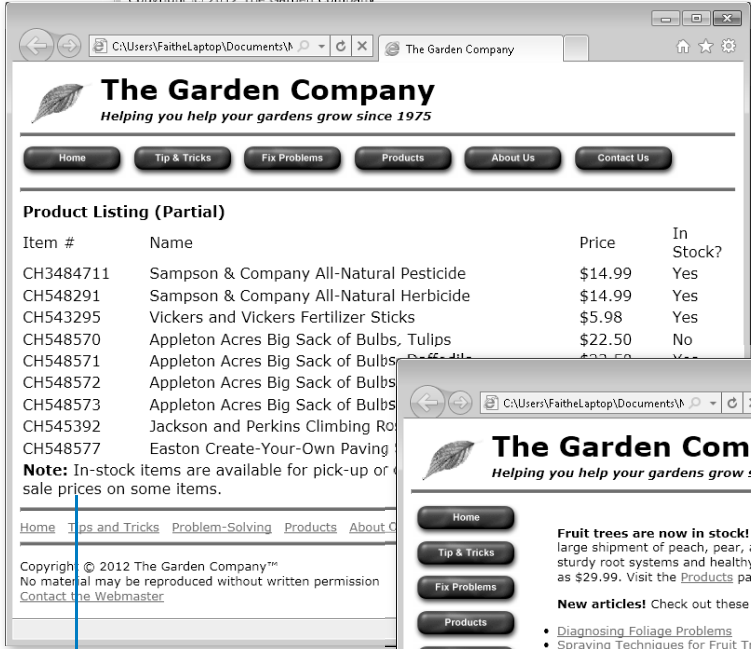 C:\Users\FaitheLaptop\Documents\
The Garden Company
The Garden Company
Helping you help your gardens grow since 1975
Home Tip & Tricks Fix Problems Products About Us Contact Us
Product Listing (Partial)
Item # Name Price In Stock?
CH3484711 Sampson & Company All-Natural Pesticide $14.99 Yes
CH548291 Sampson & Company All-Natural Herbicide $14.99 Yes
CH543295 Vickers and Vickers Fertilizer Sticks $5.98 Yes
CH548570 Appleton Acres Big Sack of Bulbs, Tulips $22.50 No
CH548571 Appleton Acres Big Sack of Bulbs, Daffodils $22.50 Yes
CH548572 Appleton Acres Big Sack of Bulbs
CH548573 Appleton Acres Big Sack of Bulbs
CH545392 Jackson and Perkins Climbing
CH548577 Easton Create-Your-Own Paving
Note: In-stock items are available for pick-up or
sale prices on some items.
Home Tips and Tricks Problem-Solving Products About
Copyright © 2012 The Garden Company™
No material may be reproduced without written permission
Contact the Webmaster
C:\Users\FaitheLaptop\Documents\
The Garden Com
Helping you help your gardens grow
Home
Tip & Tricks
Fix Problems
Products
Fruit trees are now in stock!
large shipment of peach, pear,
sturdy root systems and healthy
as $29.99. Visit the Products
New articles! Check out these
• Diagnosing Foliage Problems
• Spraying Techniques for Fruit